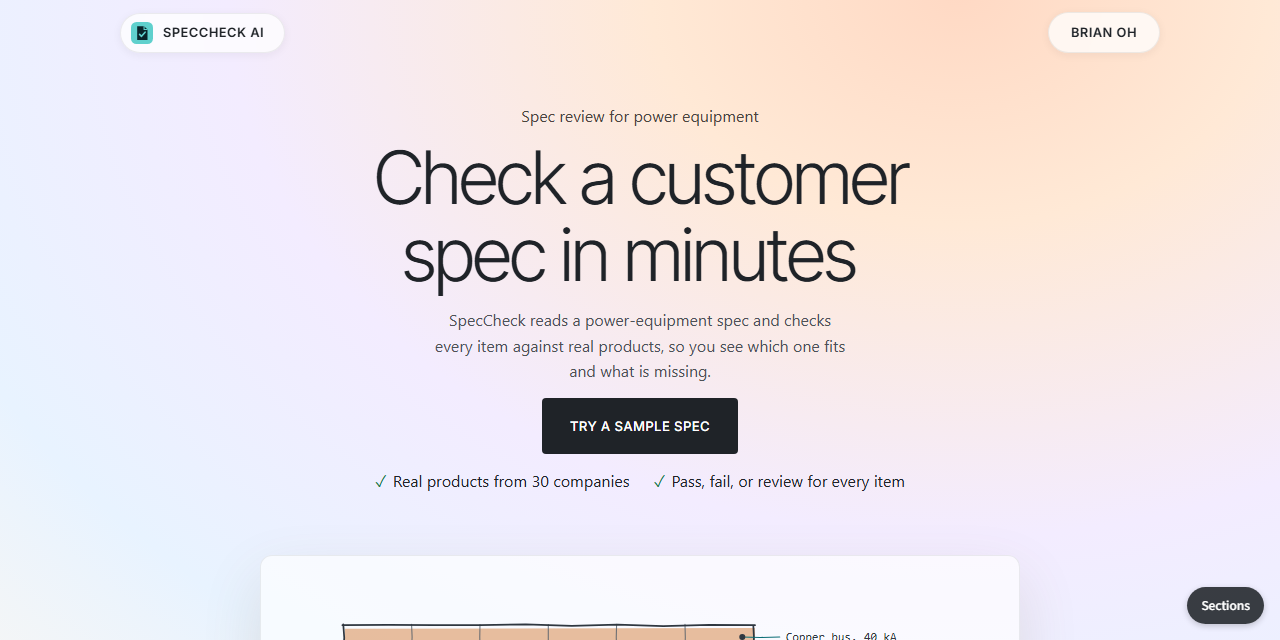 SPECCHECK AI
BRIAN OH
Spec review for power equipment
Check a customer
spec in minutes
SpecCheck reads a power-equipment spec and checks
every item against real products, so you see which one fits
and what is missing.
TRY A SAMPLE SPEC
✓ Real products from 30 companies
✓ Pass, fail, or review for every item
Sections
Copper bus, 40 kA